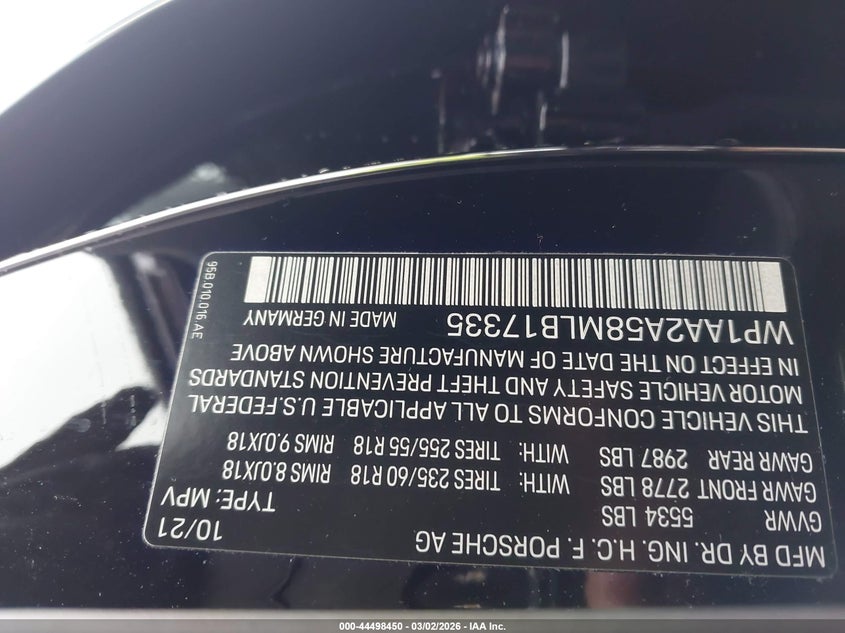 MFD BY DR. ING. H.C. F. PORSCHE AG 10/21
GVWR 5534 LBS TYPE: MPV
GAWR FRONT 2778 LBS WITH: TIRES 235/60 R18 RIMS 8.0JX18
GAWR REAR 2987 LBS WITH: TIRES 255/55 R18 RIMS 9.0JX18
THIS VEHICLE CONFORMS TO ALL APPLICABLE U.S.FEDERAL
MOTOR VEHICLE SAFETY AND THEFT PREVENTION STANDARDS
IN EFFECT ON THE DATE OF MANUFACTURE SHOWN ABOVE
WP1AA2A58MLB17335 MADE IN GERMANY
95B.010.016 AE
000-44498450 - 03/02/2026 - IAA Inc.